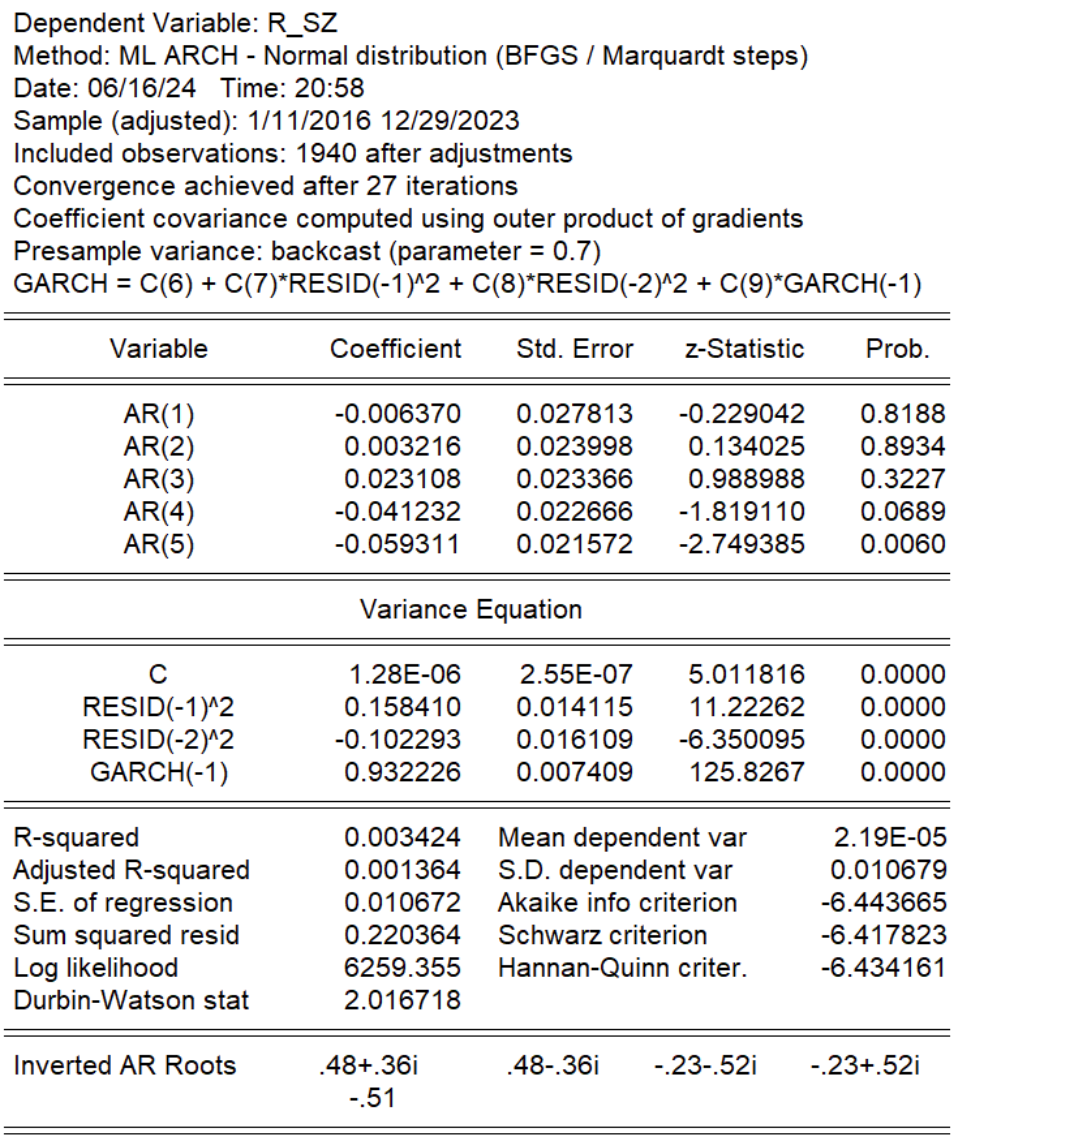 Dependent Variable: R_SZ
Method: ML ARCH - Normal distribution (BFGS / Marquardt steps)
Date: 06/16/24 Time: 20:58
Sample (adjusted): 1/11/2016 12/29/2023
Included observations: 1940 after adjustments
Convergence achieved after 27 iterations
Coefficient covariance computed using outer product of gradients
Presample variance: backcast (parameter = 0.7)
GARCH = C(6) + C(7)*RESID(-1)^2 + C(8)*RESID(-2)^2 + C(9)*GARCH(-1)
Variable Coefficient Std. Error z-Statistic Prob.
AR(1) -0.006370 0.027813 -0.229042 0.8188
AR(2) 0.003216 0.023998 0.134025 0.8934
AR(3) 0.023108 0.023366 0.988988 0.3227
AR(4) -0.041232 0.022666 -1.819110 0.0689
AR(5) -0.059311 0.021572 -2.749385 0.0060
Variance Equation
C 1.28E-06 2.55E-07 5.011816 0.0000
RESID(-1)^2 0.158410 0.014115 11.22262 0.0000
RESID(-2)^2 -0.102293 0.016109 -6.350095 0.0000
GARCH(-1) 0.932226 0.007409 125.8267 0.0000
R-squared 0.003424 Mean dependent var 2.19E-05
Adjusted R-squared 0.001364 S.D. dependent var 0.010679
S.E. of regression 0.010672 Akaike info criterion -6.443665
Sum squared resid 0.220364 Schwarz criterion -6.417823
Log likelihood 6259.355 Hannan-Quinn criter. -6.434161
Durbin-Watson stat 2.016718
Inverted AR Roots .48+.36i .48-.36i -.23-.52i -.23+.52i
-.51